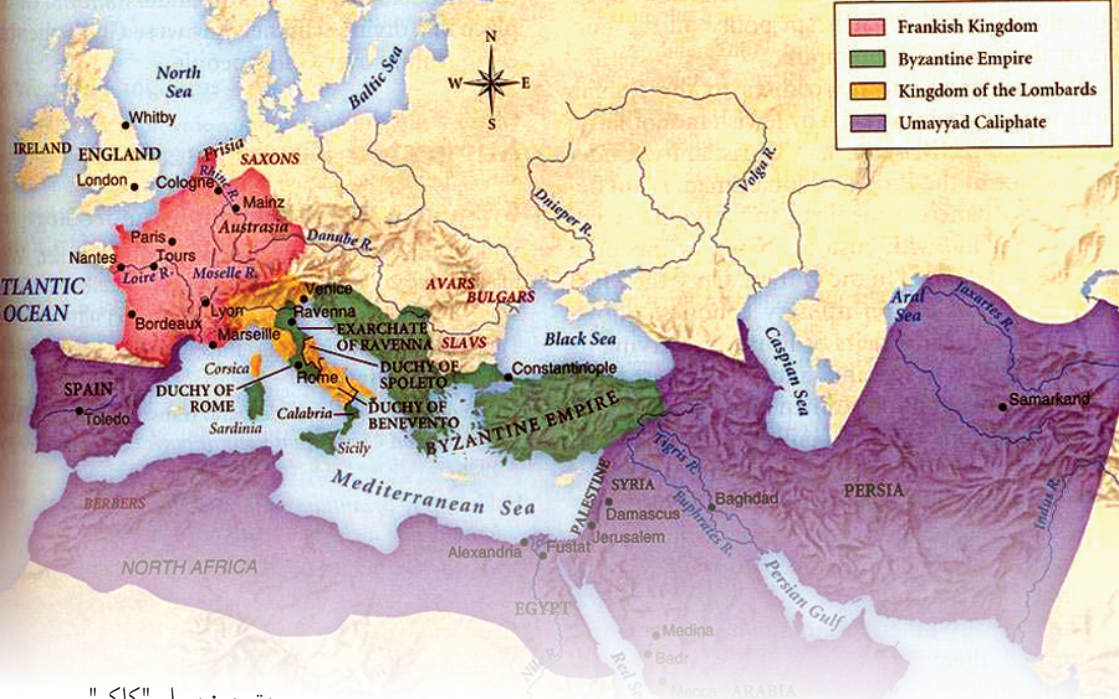 Frankish Kingdom
Byzantine Empire
Kingdom of the Lombards
Umayyad Caliphate
N
W
E
S
North
Sea
Baltic Sea
Whitby
IRELAND
ENGLAND
London
Frisia
SAXONS
Cologne
Rhine R.
Mainz
Austrasia
Paris
Nantes
Tours
Loire R.
Moselle R.
Danube R.
Dnieper R.
Volga R.
TLANTIC
OCEAN
Bordeaux
Lyon
Marseille
Venice
Ravenna
EXARCHATE
OF RAVENNA
AVARS
BULGARS
SLAVS
Black Sea
Constantinople
Caspian Sea
Aral
Sea
Jaxartes R.
Samarkand
SPAIN
Toledo
Corsica
DUCHY OF
ROME
Rome
DUCHY OF
SPOLETO
Calabria
DUCHY OF
BENEVENTO
Sardinia
Sicily
BYZANTINE EMPIRE
Mediterranean Sea
BERBERS
NORTH AFRICA
PALESTINE
SYRIA
Damascus
Jerusalem
Tigris R.
Euphrates R.
Baghdad
PERSIA
Indus R.
Alexandria
Fustat
EGYPT
Nile R.
Red Se
Persian Gulf
Medina
Badr
Mecca
ARABIA